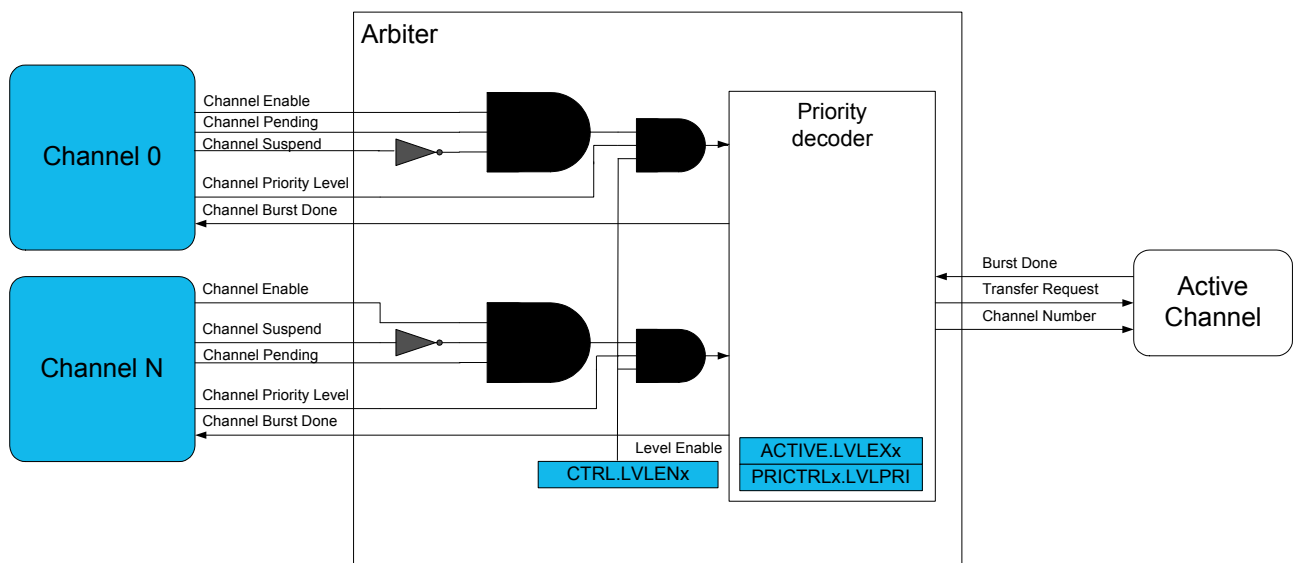 Arbiter
Channel 0
Channel Enable
Channel Pending
Channel Suspend
Channel Priority Level
Channel Burst Done
Priority
decoder
Channel N
Channel Enable
Channel Suspend
Channel Pending
Channel Priority Level
Channel Burst Done
Level Enable
CTRL.LVLENx
ACTIVE.LVLEXx
PRICTRLx.LVLPRI
Burst Done
Transfer Request
Channel Number
Active
Channel